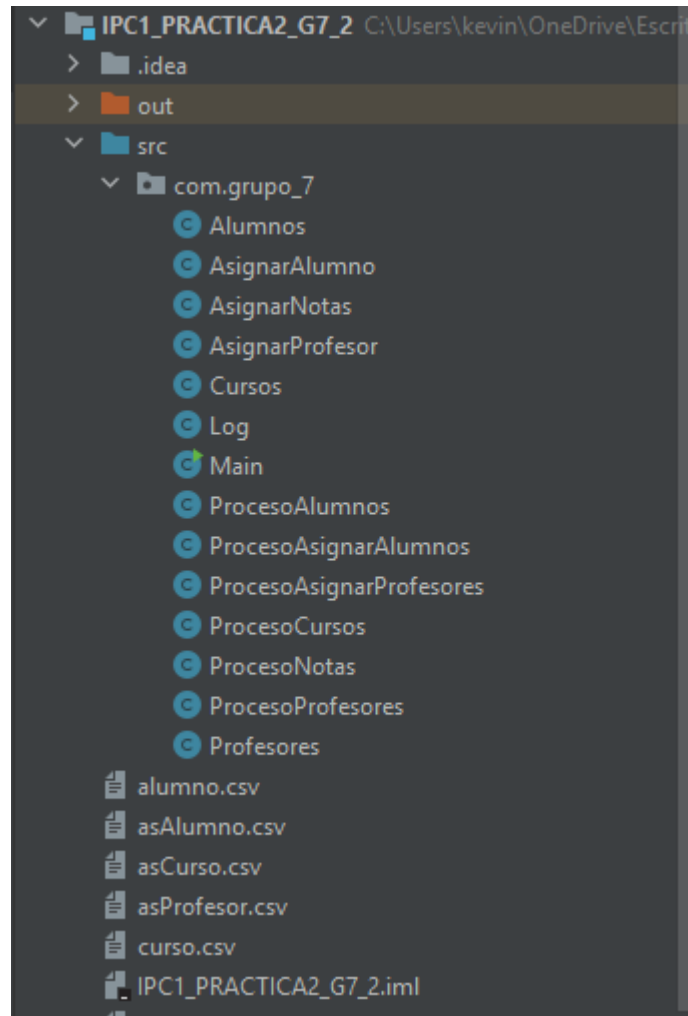 IPC1_PRACTICA2_G7_2 C:\Users\kevin\OneDrive\Escrit
.idea
out
src
com.grupo_7
Alumnos
AsignarAlumno
AsignarNotas
AsignarProfesor
Cursos
Log
Main
ProcesoAlumnos
ProcesoAsignarAlumnos
ProcesoAsignarProfesores
ProcesoCursos
ProcesoNotas
ProcesoProfesores
Profesores
alumno.csv
asAlumno.csv
asCurso.csv
asProfesor.csv
curso.csv
IPC1_PRACTICA2_G7_2.iml